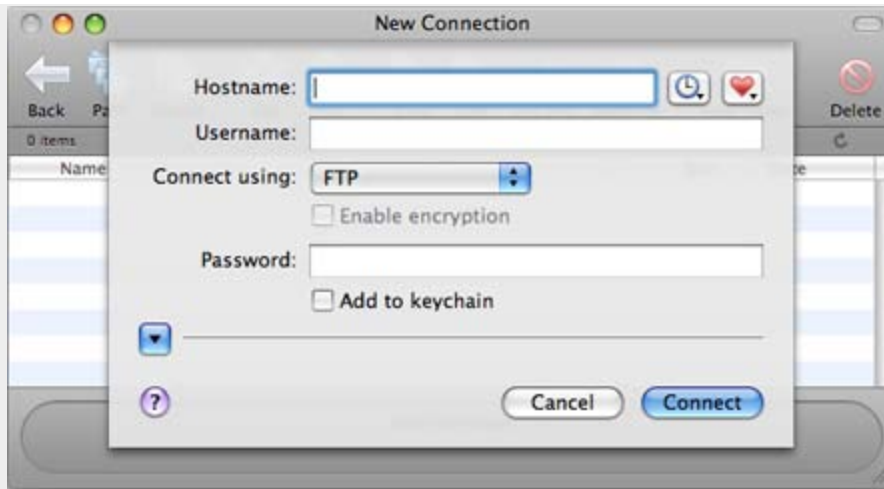 New Connection
Back
Delete
0 items
Name
Hostname:
Username:
Connect using: FTP
Enable encryption
Password:
Add to keychain
?
Cancel Connect